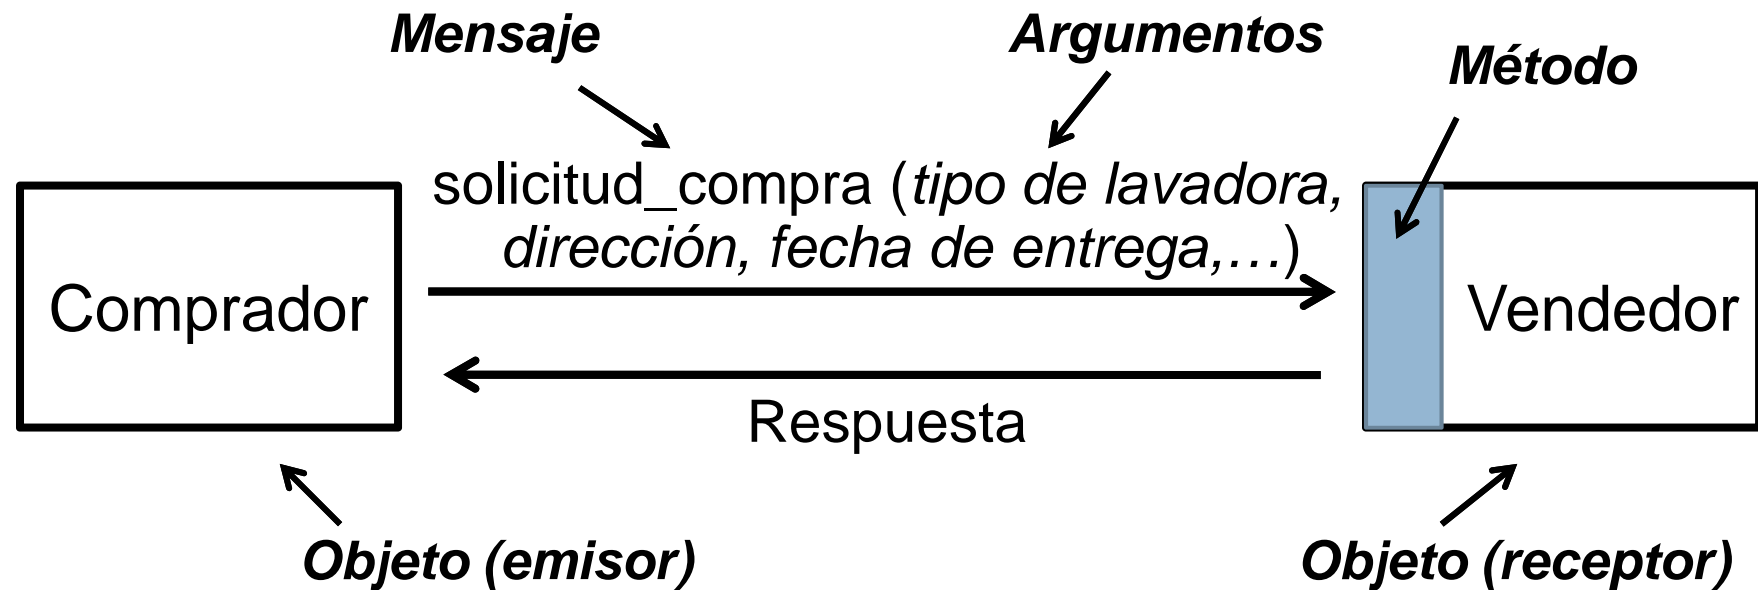 Mensaje
Argumentos
Método
solicitud_compra (tipo de lavadora,
dirección, fecha de entrega,...)
Comprador
Vendedor
Respuesta
Objeto (emisor)
Objeto (receptor)